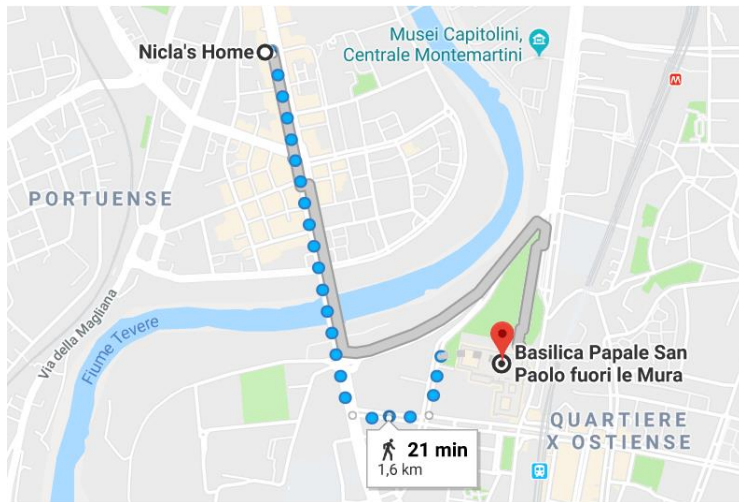 Nicla's Home
Musei Capitolini,
Centrale Montemartini
PORTUENSE
Via della Magliana
Fiume Tevere
Basilica Papale San
Paolo fuori le Mura
QUARTIERE
X OSTIENSE
21 min
1,6 km
M